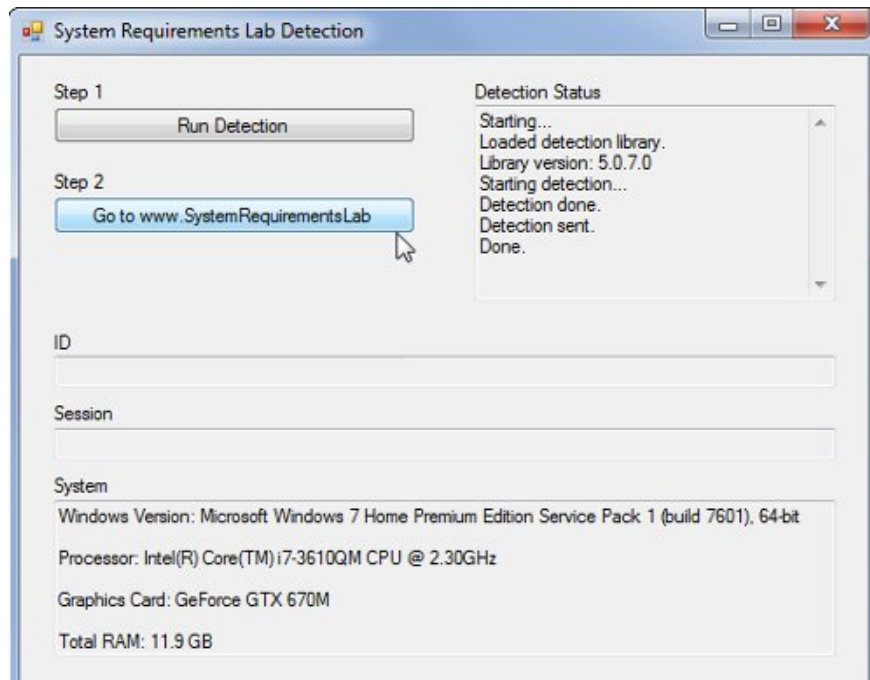 System Requirements Lab Detection
Step 1
Run Detection
Step 2
Go to www.SystemRequirementsLab
Detection Status
Starting...
Loaded detection library.
Library version: 5.0.7.0
Starting detection...
Detection done.
Detection sent.
Done.
ID
Session
System
Windows Version: Microsoft Windows 7 Home Premium Edition Service Pack 1 (build 7601), 64-bit
Processor: Intel(R) Core(TM) i7-3610QM CPU @ 2.30GHz
Graphics Card: GeForce GTX 670M
Total RAM: 11.9 GB